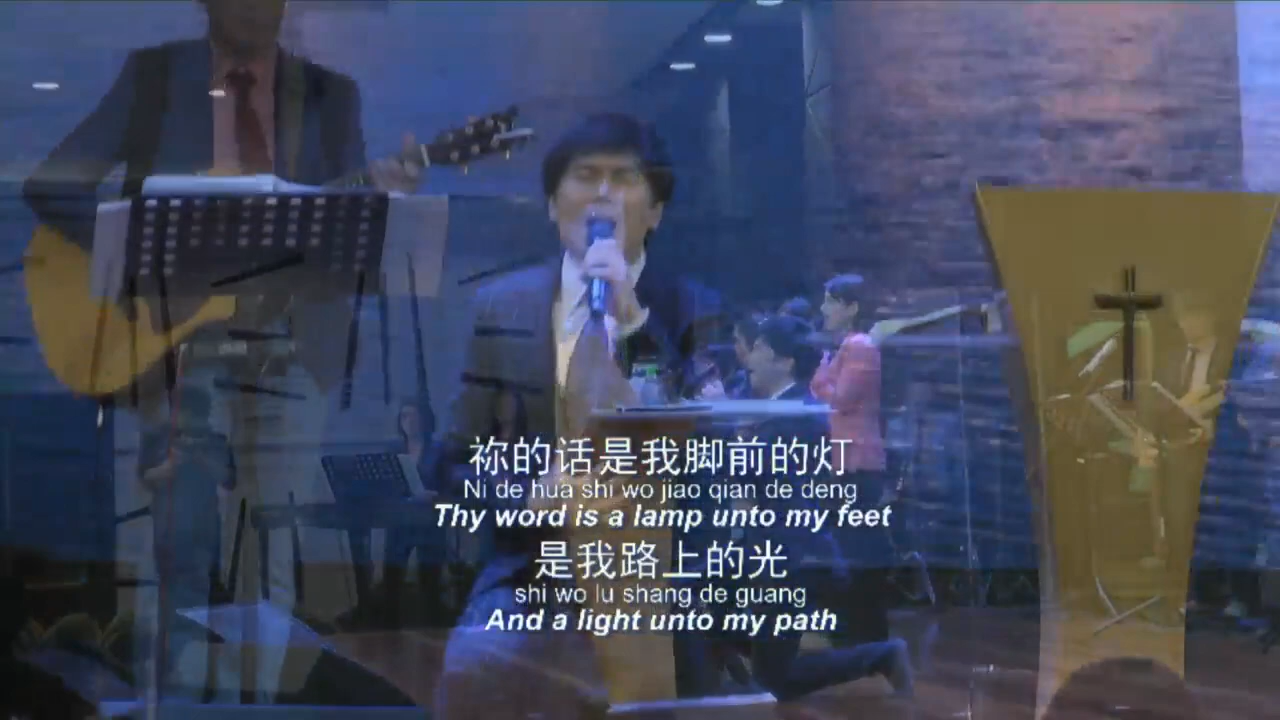 祢的话是我脚前的灯
Ni de hua shi wo jiao qian de deng
Thy word is a lamp unto my feet
是我路上的光
shi wo lu shang de guang
And a light unto my path